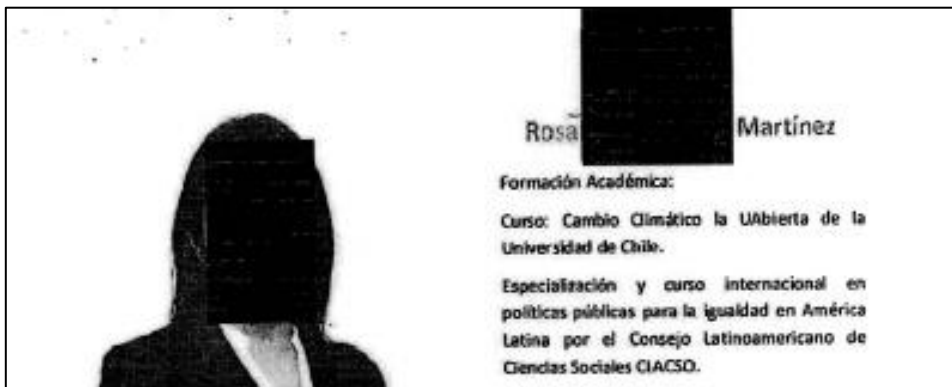 Rosa Martínez
Formación Académica:
Curso: Cambio Climático la UAbierta de la
Universidad de Chile.
Especialización y curso internacional en
políticas públicas para la igualdad en América
Latina por el Consejo Latinoamericano de
Ciencias Sociales CIACSO.